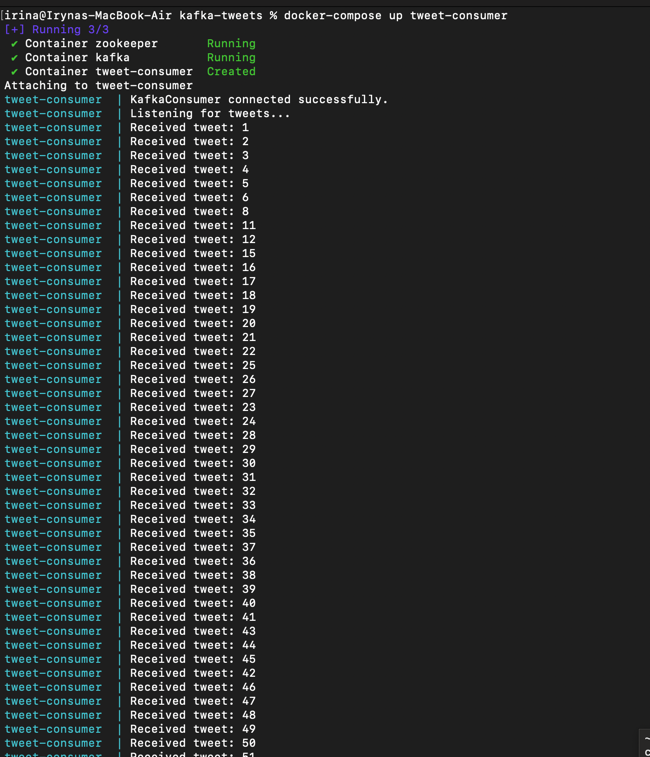 irina@Irynas-MacBook-Air kafka-tweets % docker-compose up tweet-consumer
[+] Running 3/3
✔ Container zookeeper Running
✔ Container kafka Running
✔ Container tweet-consumer Created
Attaching to tweet-consumer
tweet-consumer | KafkaConsumer connected successfully.
tweet-consumer | Listening for tweets...
tweet-consumer | Received tweet: 1
tweet-consumer | Received tweet: 2
tweet-consumer | Received tweet: 3
tweet-consumer | Received tweet: 4
tweet-consumer | Received tweet: 5
tweet-consumer | Received tweet: 6
tweet-consumer | Received tweet: 8
tweet-consumer | Received tweet: 11
tweet-consumer | Received tweet: 12
tweet-consumer | Received tweet: 15
tweet-consumer | Received tweet: 16
tweet-consumer | Received tweet: 17
tweet-consumer | Received tweet: 18
tweet-consumer | Received tweet: 19
tweet-consumer | Received tweet: 20
tweet-consumer | Received tweet: 21
tweet-consumer | Received tweet: 22
tweet-consumer | Received tweet: 25
tweet-consumer | Received tweet: 26
tweet-consumer | Received tweet: 27
tweet-consumer | Received tweet: 23
tweet-consumer | Received tweet: 24
tweet-consumer | Received tweet: 28
tweet-consumer | Received tweet: 29
tweet-consumer | Received tweet: 30
tweet-consumer | Received tweet: 31
tweet-consumer | Received tweet: 32
tweet-consumer | Received tweet: 33
tweet-consumer | Received tweet: 34
tweet-consumer | Received tweet: 35
tweet-consumer | Received tweet: 37
tweet-consumer | Received tweet: 36
tweet-consumer | Received tweet: 38
tweet-consumer | Received tweet: 39
tweet-consumer | Received tweet: 40
tweet-consumer | Received tweet: 41
tweet-consumer | Received tweet: 43
tweet-consumer | Received tweet: 44
tweet-consumer | Received tweet: 45
tweet-consumer | Received tweet: 42
tweet-consumer | Received tweet: 46
tweet-consumer | Received tweet: 47
tweet-consumer | Received tweet: 48
tweet-consumer | Received tweet: 49
tweet-consumer | Received tweet: 50
tweet-consumer | Received tweet: 51